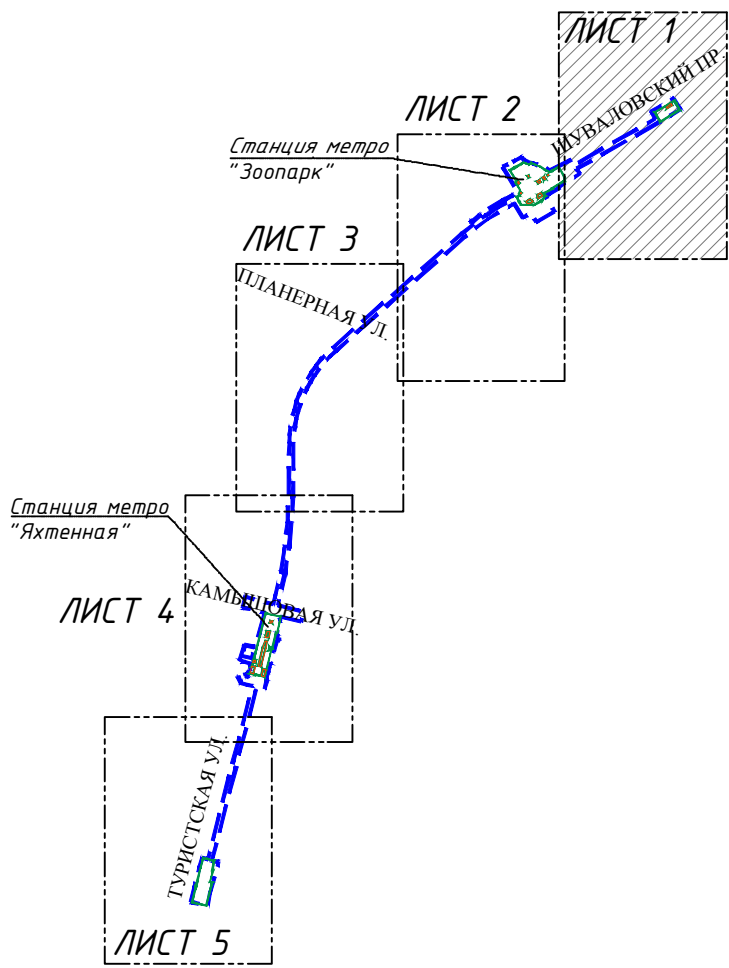 ЛИСТ 1
ШУВАЛОВСКИЙ ПР.
ЛИСТ 2
Станция метро
"Зоопарк"
ЛИСТ 3
ПЛАНЕРНАЯ УЛ.
Станция метро
"Яхтенная"
КАМЫШОВАЯ УЛ.
ЛИСТ 4
ТУРИСТСКАЯ УЛ.
ЛИСТ 5